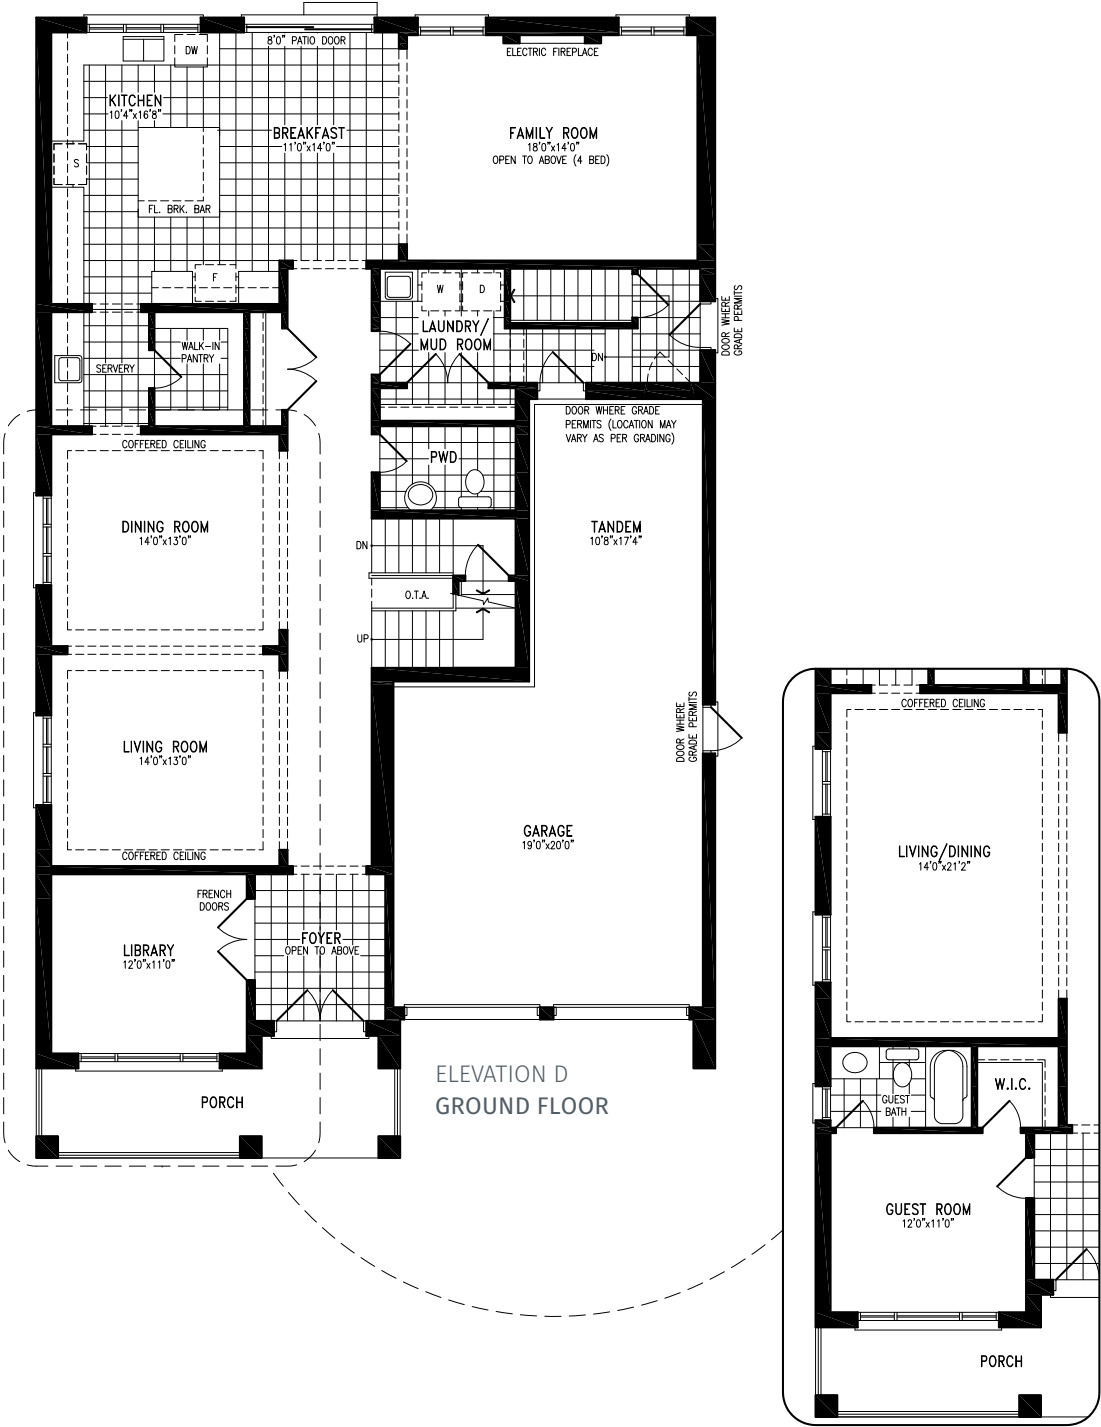 8'0" PATIO DOOR
DW
ELECTRIC FIREPLACE
KITCHEN
10'4"x16'8"
BREAKFAST
11'0"x14'0"
FAMILY ROOM
18'0"x14'0"
OPEN TO ABOVE (4 BED)
S
FL. BRK. BAR
F
W
D
LAUNDRY/
MUD ROOM
DOOR WHERE
GRADE PERMITS
DN
WALK-IN
PANTRY
SERVERY
DOOR WHERE GRADE
PERMITS (LOCATION MAY
VARY AS PER GRADING)
COFFERED CEILING
PWD
DINING ROOM
14'0"x13'0"
TANDEM
10'8"x17'4"
DN
O.T.A.
UP
DOOR WHERE
GRADE PERMITS
LIVING ROOM
14'0"x13'0"
COFFERED CEILING
GARAGE
19'0"x20'0"
FRENCH
DOORS
LIBRARY
12'0"x11'0"
FOYER
OPEN TO ABOVE
PORCH
ELEVATION D
GROUND FLOOR
COFFERED CEILING
LIVING/DINING
14'0"x21'2"
GUEST
BATH
W.I.C.
GUEST ROOM
12'0"x11'0"
PORCH